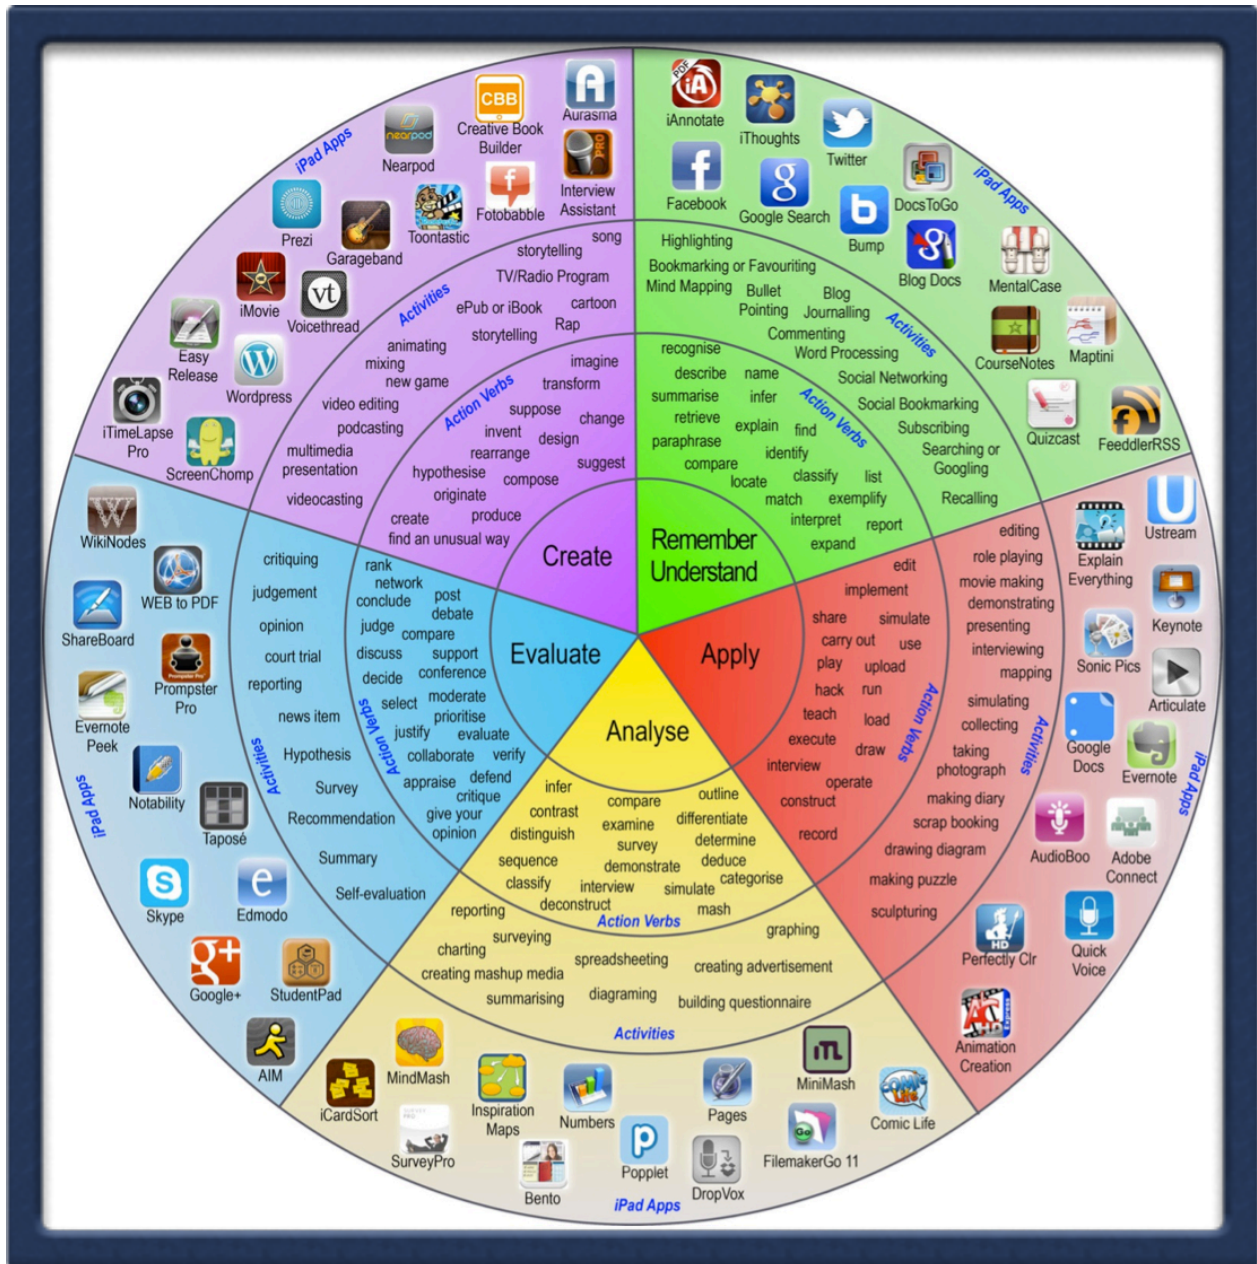 Create
Action Verbs
imagine
transform
suppose
change
invent
design
rearrange
suggest
hypothesise
compose
originate
create
produce
find an unusual way
Activities
song
storytelling
TV/Radio Program
ePub or iBook
cartoon
storytelling
Rap
animating
mixing
new game
video editing
podcasting
multimedia
presentation
videocasting
iPad Apps
A
Aurasma
CBB
Creative Book
Builder
nearpod
Nearpod
PRO
Interview
Assistant
f
Fotobabble
Toontastic
Prezi
Garageband
iMovie
vt
Voicethread
Easy
Release
W
Wordpress
iTimeLapse
Pro
ScreenChomp
Remember
Understand
Action Verbs
recognise
describe
name
summarise
infer
retrieve
explain
find
paraphrase
identify
compare
classify
list
locate
match
exemplify
interpret
report
expand
Activities
Highlighting
Bookmarking or Favouriting
Mind Mapping
Bullet
Pointing
Blog
Journalling
Commenting
Word Processing
Social Networking
Social Bookmarking
Subscribing
Searching or
Googling
Recalling
iPad Apps
PDF
iA
iAnnotate
iThoughts
Twitter
f
Facebook
g
Google Search
DocsToGo
b
Bump
g
Blog Docs
MentalCase
CourseNotes
Maptini
Quizcast
f
FeeddlerRSS
Apply
Action Verbs
edit
implement
share
simulate
carry out
use
play
upload
hack
run
teach
load
execute
draw
interview
operate
construct
record
Activities
editing
role playing
movie making
demonstrating
presenting
interviewing
mapping
simulating
collecting
taking
photograph
making diary
scrap booking
drawing diagram
making puzzle
sculpturing
iPad Apps
U
Ustream
Explain
Everything
Keynote
Sonic Pics
Articulate
Google
Docs
Evernote
AudioBoo
Adobe
Connect
HD
Perfectly Clr
Quick
Voice
HD
Express
Animation
Creation
Analyse
infer
outline
contrast
compare
differentiate
distinguish
examine
determine
survey
sequence
demonstrate
deduce
classify
interview
simulate
categorise
deconstruct
mash
Action Verbs
reporting
graphing
surveying
charting
spreadsheeting
creating mashup media
creating advertisement
summarising
diagraming
building questionnaire
Activities
iCardSort
MindMash
SurveyPro
Inspiration
Maps
Bento
Numbers
p
Popplet
Pages
DropVox
m
MiniMash
Go
FilemakerGo 11
COMIC
Life
Comic Life
iPad Apps
Evaluate
Action Verbs
rank
network
post
conclude
debate
judge
compare
discuss
support
conference
decide
moderate
select
prioritise
justify
evaluate
collaborate
verify
appraise
defend
critique
give your
opinion
Activities
critiquing
judgement
opinion
court trial
reporting
news item
Hypothesis
Survey
Recommendation
Summary
Self-evaluation
iPad Apps
W
WikiNodes
WEB to PDF
ShareBoard
Prompster Pro
Prompster
Pro
Evernote
Peek
Notability
Taposé
S
Skype
e
Edmodo
g+
Google+
StudentPad
AIM